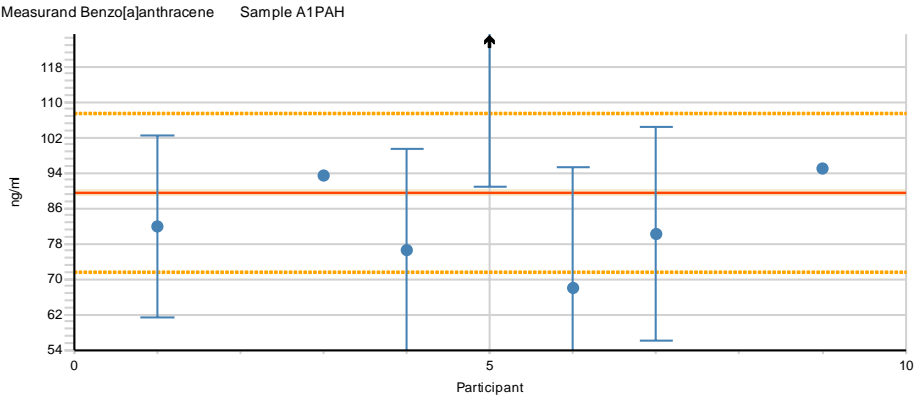 Measurand Benzo[a]anthracene Sample A1PAH
118
110
102
94
86
78
70
62
54
ng/ml
0 5 10
Participant